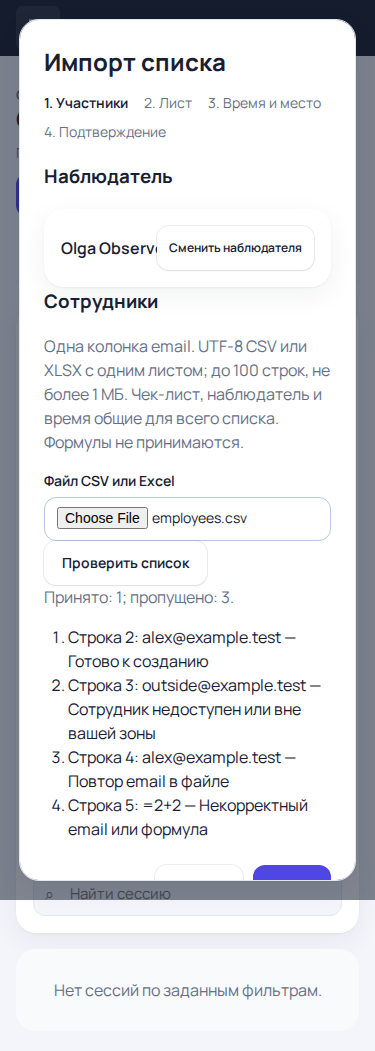 Импорт списка
1. Участники 2. Лист 3. Время и место
4. Подтверждение
Наблюдатель
Olga Observe Сменить наблюдателя
Сотрудники
Одна колонка email. UTF-8 CSV или
XLSX с одним листом; до 100 строк, не
более 1 МБ. Чек-лист, наблюдатель и
время общие для всего списка.
Формулы не принимаются.
Файл CSV или Excel
Choose File employees.csv
Проверить список
Принято: 1; пропущено: 3.
1. Строка 2: alex@example.test —
Готово к созданию
2. Строка 3: outside@example.test —
Сотрудник недоступен или вне
вашей зоны
3. Строка 4: alex@example.test —
Повтор email в файле
4. Строка 5: =2+2 — Некорректный
email или формула
Найти сессию
Нет сессий по заданным фильтрам.